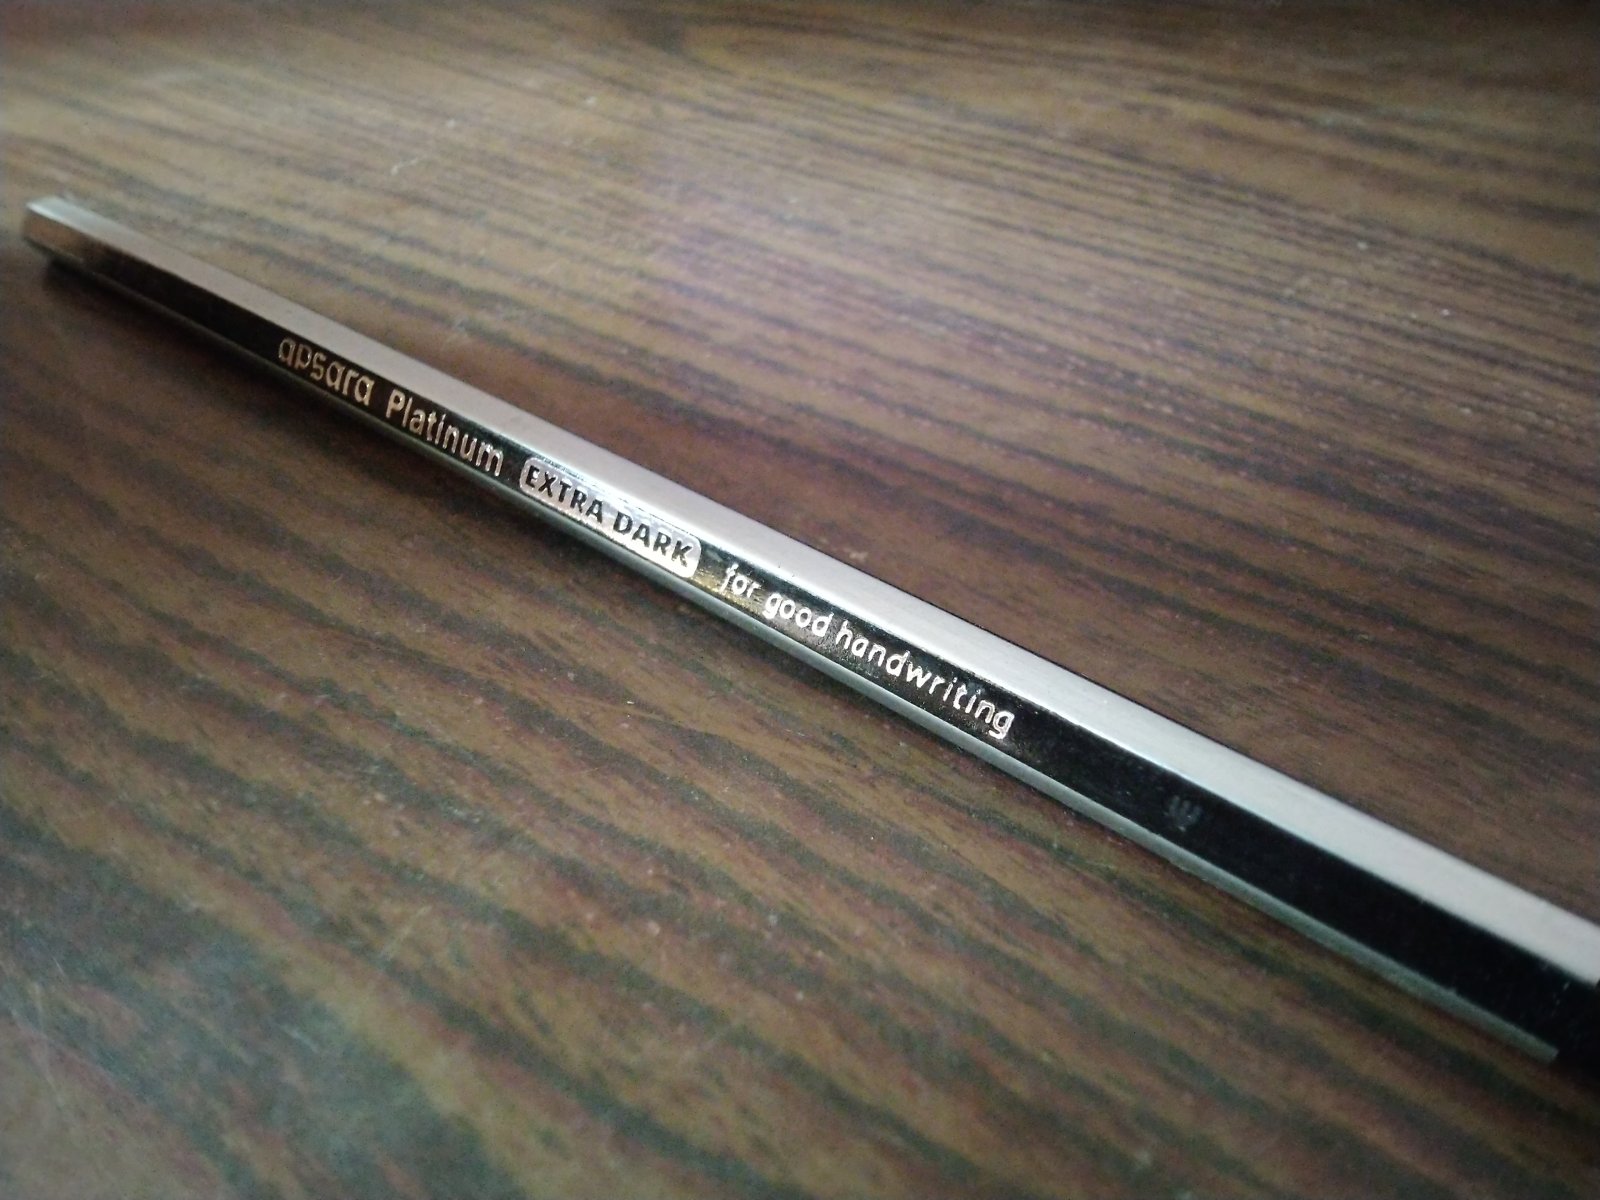 apsara Platinum EXTRA DARK for good handwriting